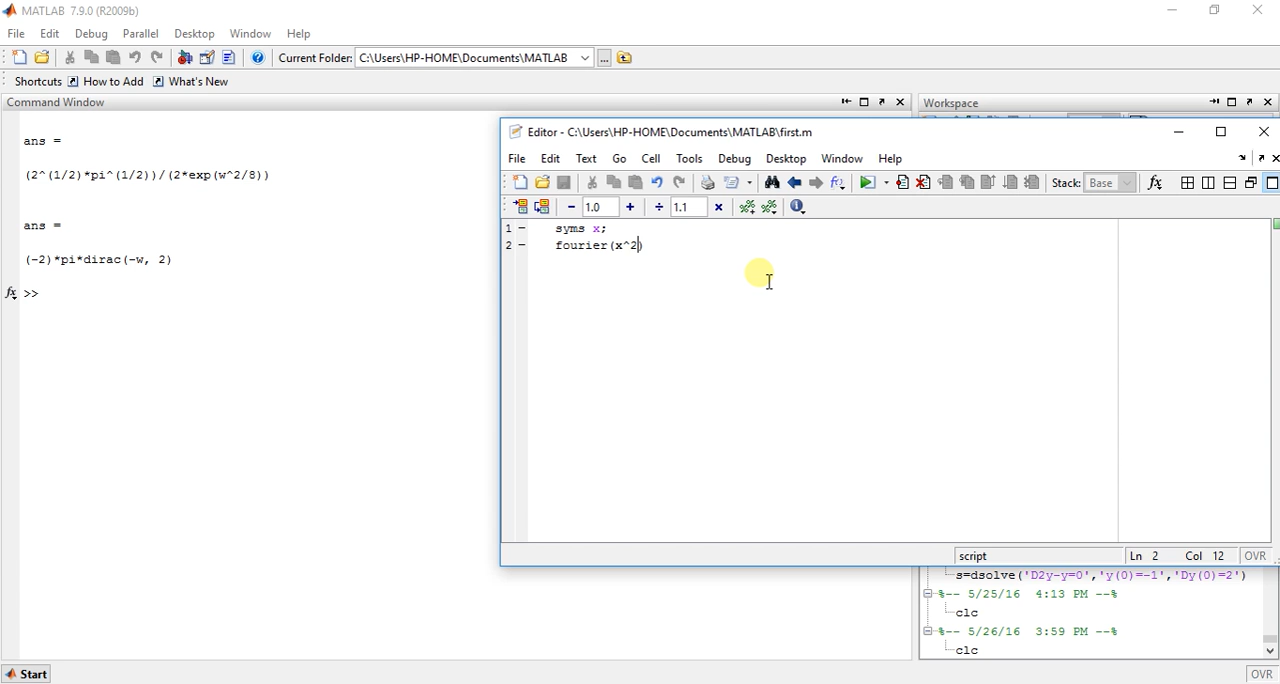 MATLAB 7.9.0 (R2009b)
File Edit Debug Parallel Desktop Window Help
Current Folder: C:\Users\HP-HOME\Documents\MATLAB ...
Shortcuts How to Add What's New
Command Window
Workspace
ans =
(2^(1/2)*pi^(1/2))/(2*exp(w^2/8))
ans =
(-2)*pi*dirac(-w, 2)
fx >>
Editor - C:\Users\HP-HOME\Documents\MATLAB\first.m
File Edit Text Go Cell Tools Debug Desktop Window Help
Stack: Base fx
- 1.0 + ÷ 1.1 ×
1 - syms x;
2 - fourier(x^2)
script Ln 2 Col 12 OVR
s=dsolve('D2y-y=0','y(0)=-1','Dy(0)=2')
%-- 5/25/16 4:13 PM --%
clc
%-- 5/26/16 3:59 PM --%
clc
Start
OVR